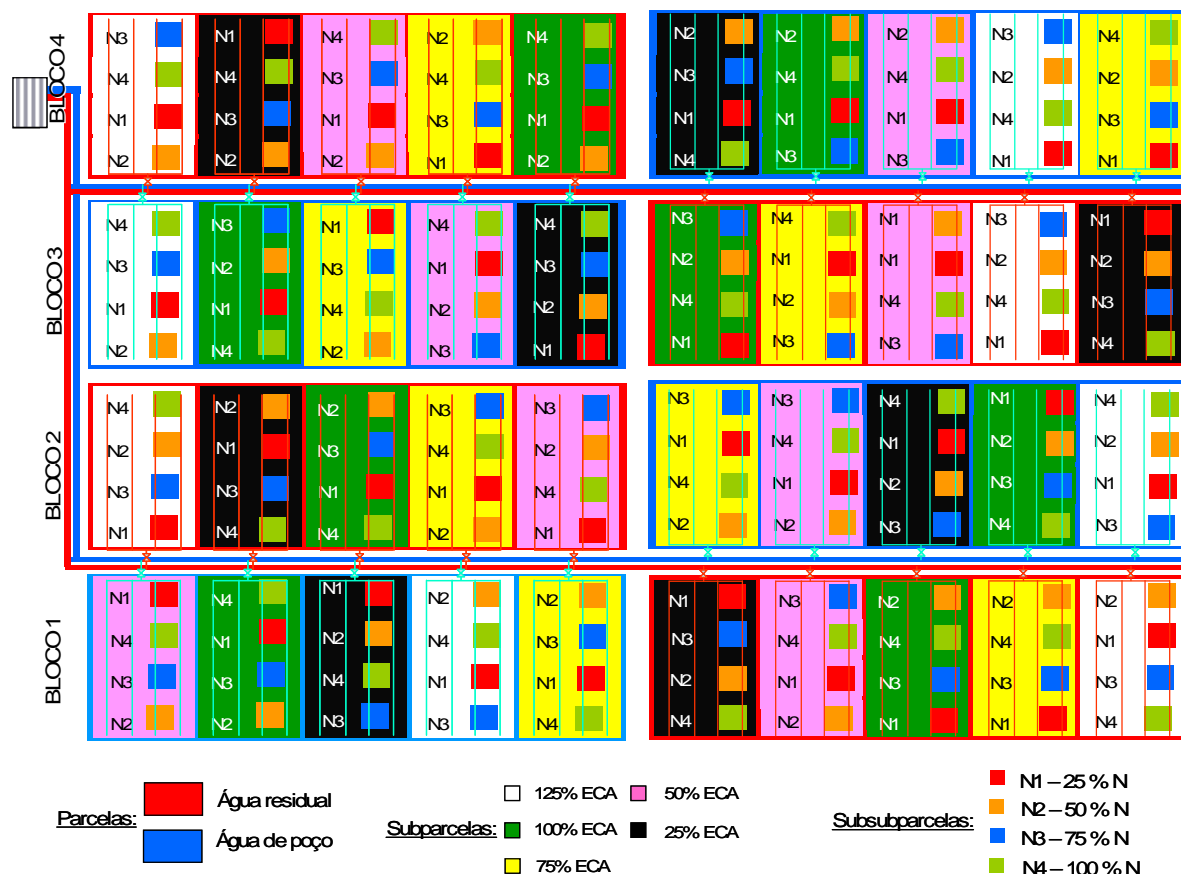 BLOCO4
N3 N1 N4 N2 N4 N2 N2 N2 N3 N4
N4 N4 N3 N4 N3 N3 N4 N4 N2 N2
N1 N3 N1 N3 N1 N1 N1 N1 N4 N3
N2 N2 N2 N1 N2 N4 N3 N3 N1 N1
BLOCO3
N4 N3 N1 N4 N4 N3 N4 N1 N3 N1
N3 N2 N3 N1 N3 N2 N1 N1 N2 N2
N1 N1 N4 N2 N2 N4 N2 N4 N4 N3
N2 N4 N2 N3 N1 N1 N3 N3 N1 N4
BLOCO2
N4 N2 N2 N3 N3 N3 N3 N4 N1 N4
N2 N1 N3 N4 N2 N1 N4 N1 N2 N2
N3 N3 N1 N1 N4 N4 N1 N2 N3 N1
N1 N4 N4 N2 N1 N2 N2 N3 N4 N3
BLOCO1
N1 N4 N1 N2 N2 N1 N3 N2 N2 N2
N4 N1 N2 N4 N3 N3 N4 N4 N4 N1
N3 N3 N4 N1 N1 N2 N1 N3 N3 N3
N2 N2 N3 N3 N4 N4 N2 N1 N1 N4
Parcelas:
Água residual
Água de poço
Subparcelas:
125% ECA
50% ECA
100% ECA
25% ECA
75% ECA
Subsubparcelas:
N1 – 25 % N
N2 – 50 % N
N3 – 75 % N
N4 – 100 % N